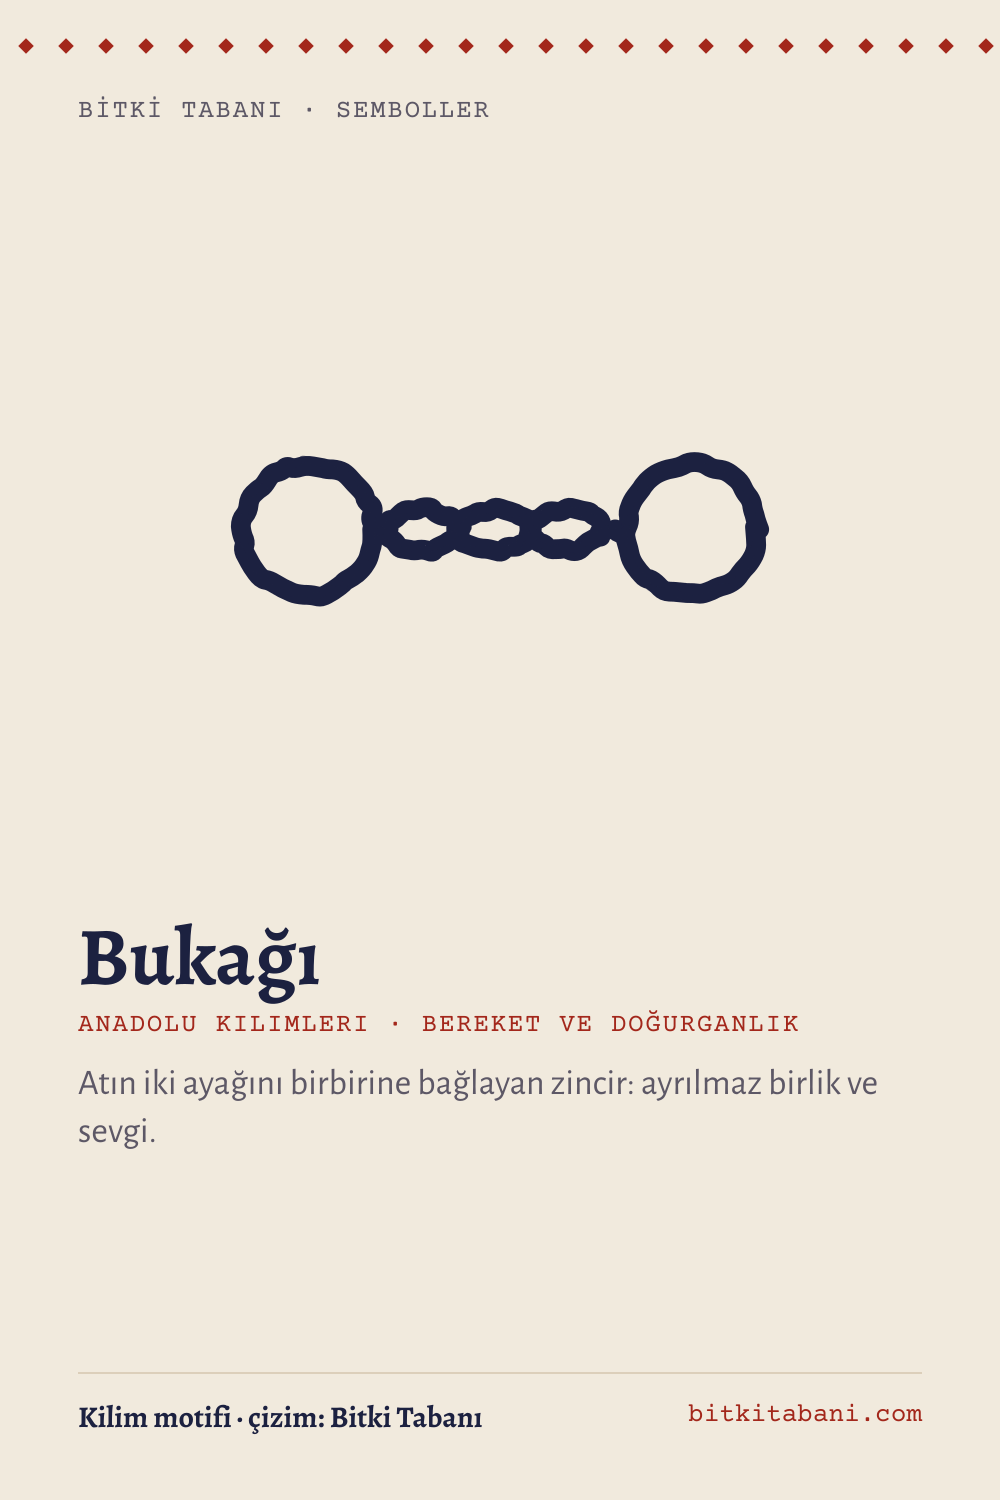 BİTKİ TABANI · SEMBOLLER
Bukağı
ANADOLU KILIMLERI · BEREKET VE DOĞURGANLIK
Atın iki ayağını birbirine bağlayan zincir: ayrılmaz birlik ve
sevgi.
Kilim motifi · çizim: Bitki Tabanı
bitkitabani.com